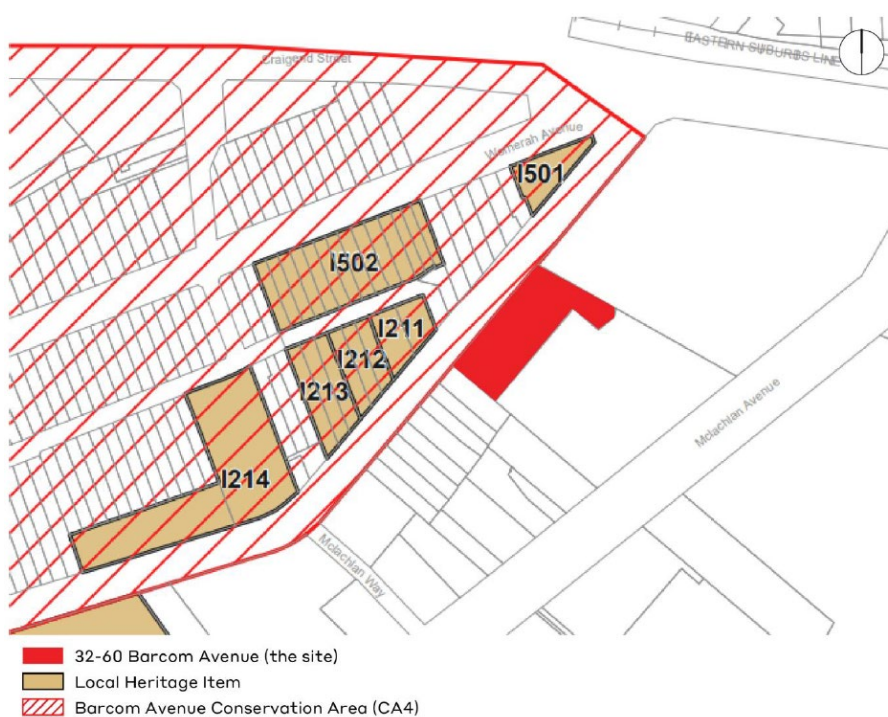 Craigend Street
EASTERN SUBURBS LINE
Womerah Avenue
I501
I502
I211
I212
I213
I214
Mclachlan Avenue
Mclachlan Way
32-60 Barcom Avenue (the site)
Local Heritage Item
Barcom Avenue Conservation Area (CA4)